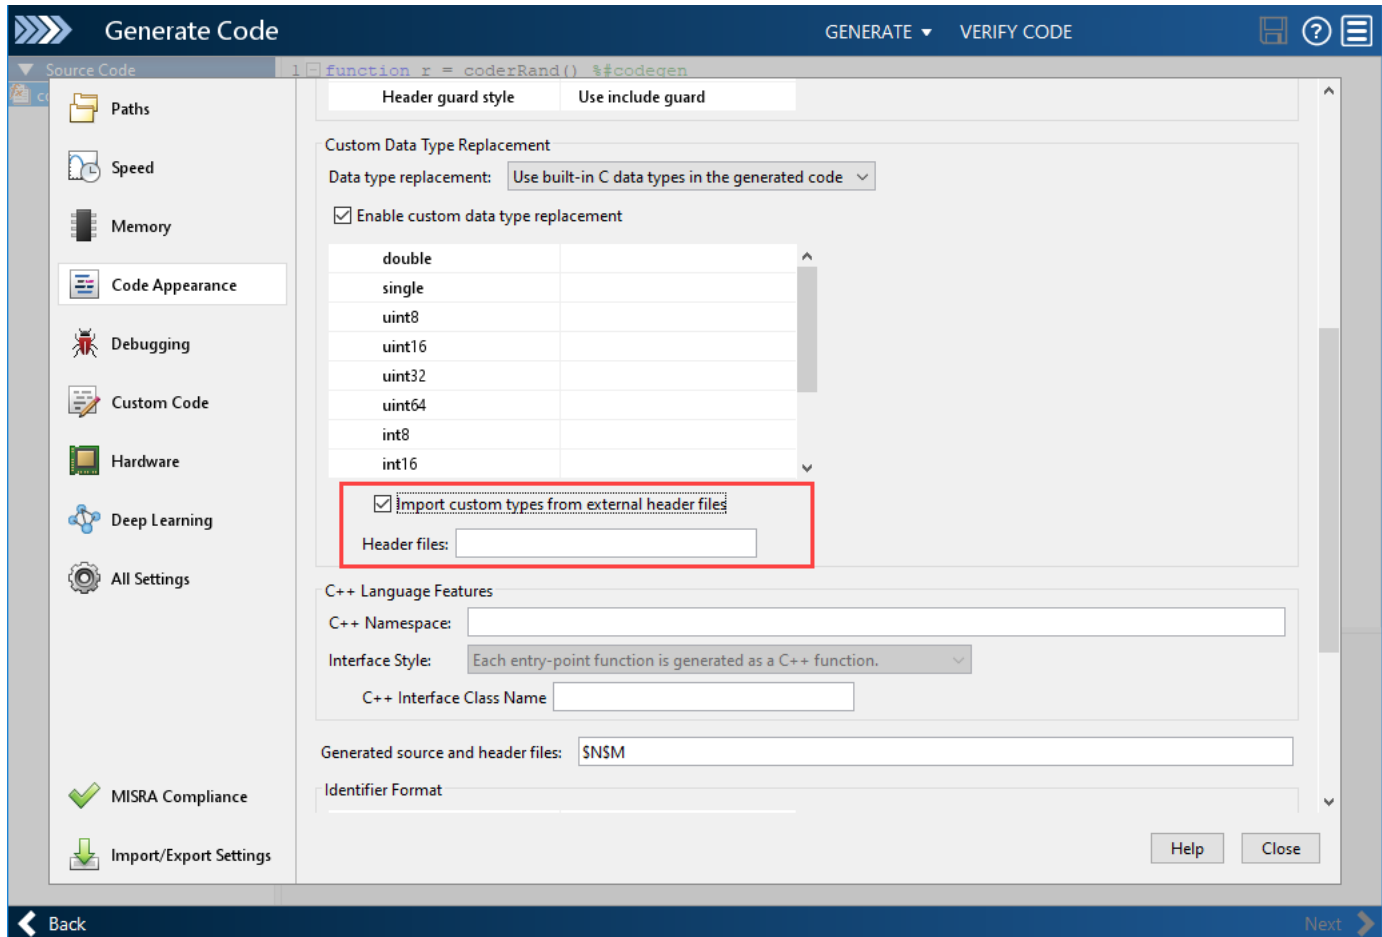 Generate Code
GENERATE
VERIFY CODE
Source Code
1 function r = coderRand() %#codegen
Paths
Speed
Memory
Code Appearance
Debugging
Custom Code
Hardware
Deep Learning
All Settings
MISRA Compliance
Import/Export Settings
Header guard style Use include guard
Custom Data Type Replacement
Data type replacement: Use built-in C data types in the generated code
Enable custom data type replacement
double
single
uint8
uint16
uint32
uint64
int8
int16
Import custom types from external header files
Header files:
C++ Language Features
C++ Namespace:
Interface Style: Each entry-point function is generated as a C++ function.
C++ Interface Class Name
Generated source and header files: $N$M
Identifier Format
Help
Close
Back
Next